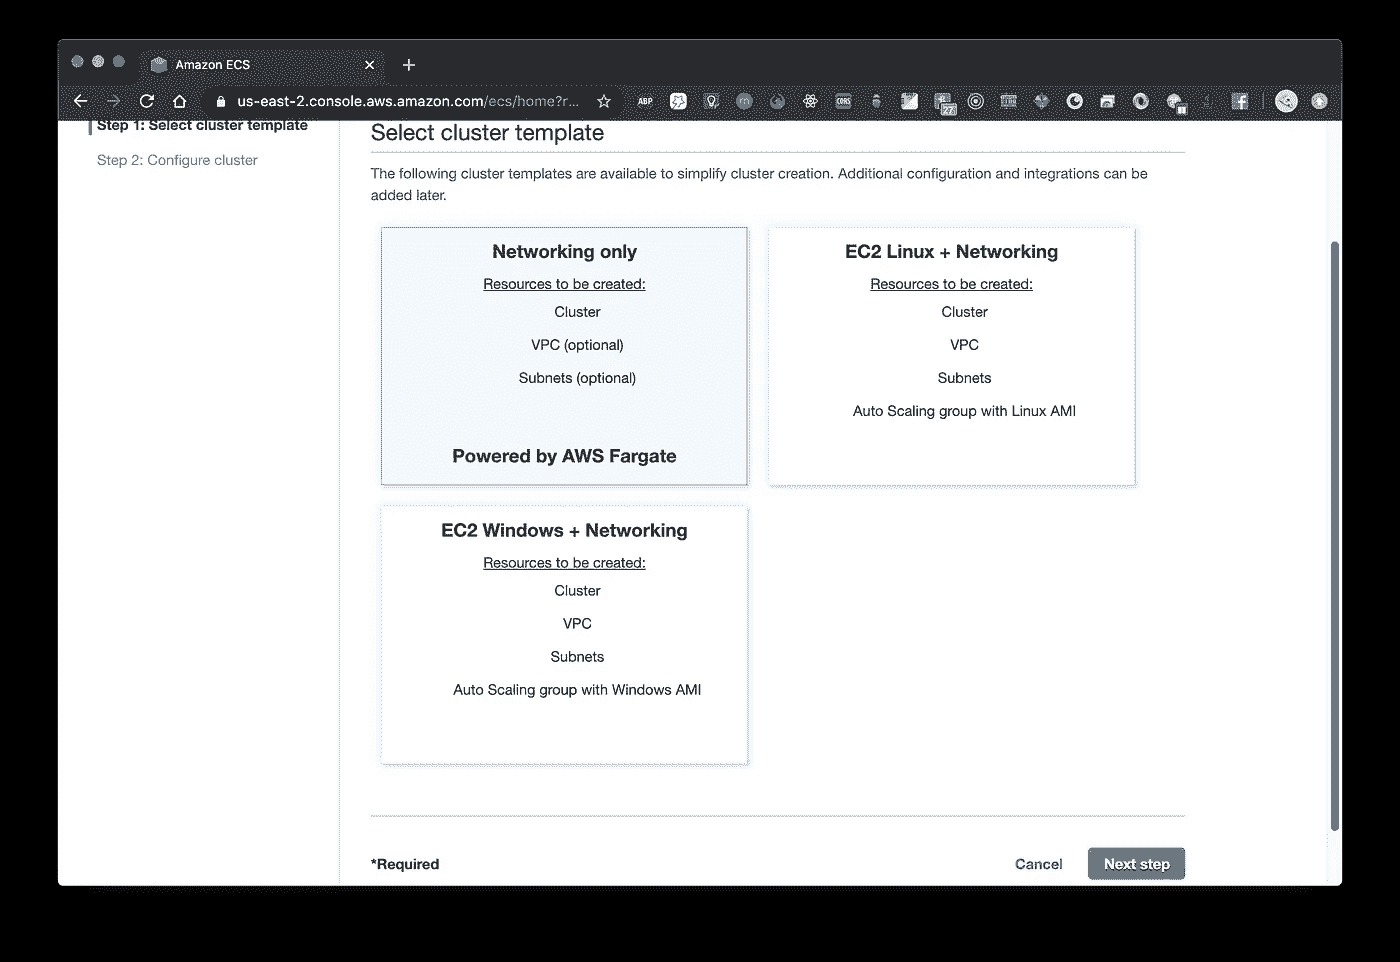 Amazon ECS
us-east-2.console.aws.amazon.com/ecs/home?r...
ABP
CORS
27
Step 1: Select cluster template
Step 2: Configure cluster
Select cluster template
The following cluster templates are available to simplify cluster creation. Additional configuration and integrations can be
added later.
Networking only
Resources to be created:
Cluster
VPC (optional)
Subnets (optional)
Powered by AWS Fargate
EC2 Linux + Networking
Resources to be created:
Cluster
VPC
Subnets
Auto Scaling group with Linux AMI
EC2 Windows + Networking
Resources to be created:
Cluster
VPC
Subnets
Auto Scaling group with Windows AMI
*Required
Cancel
Next step